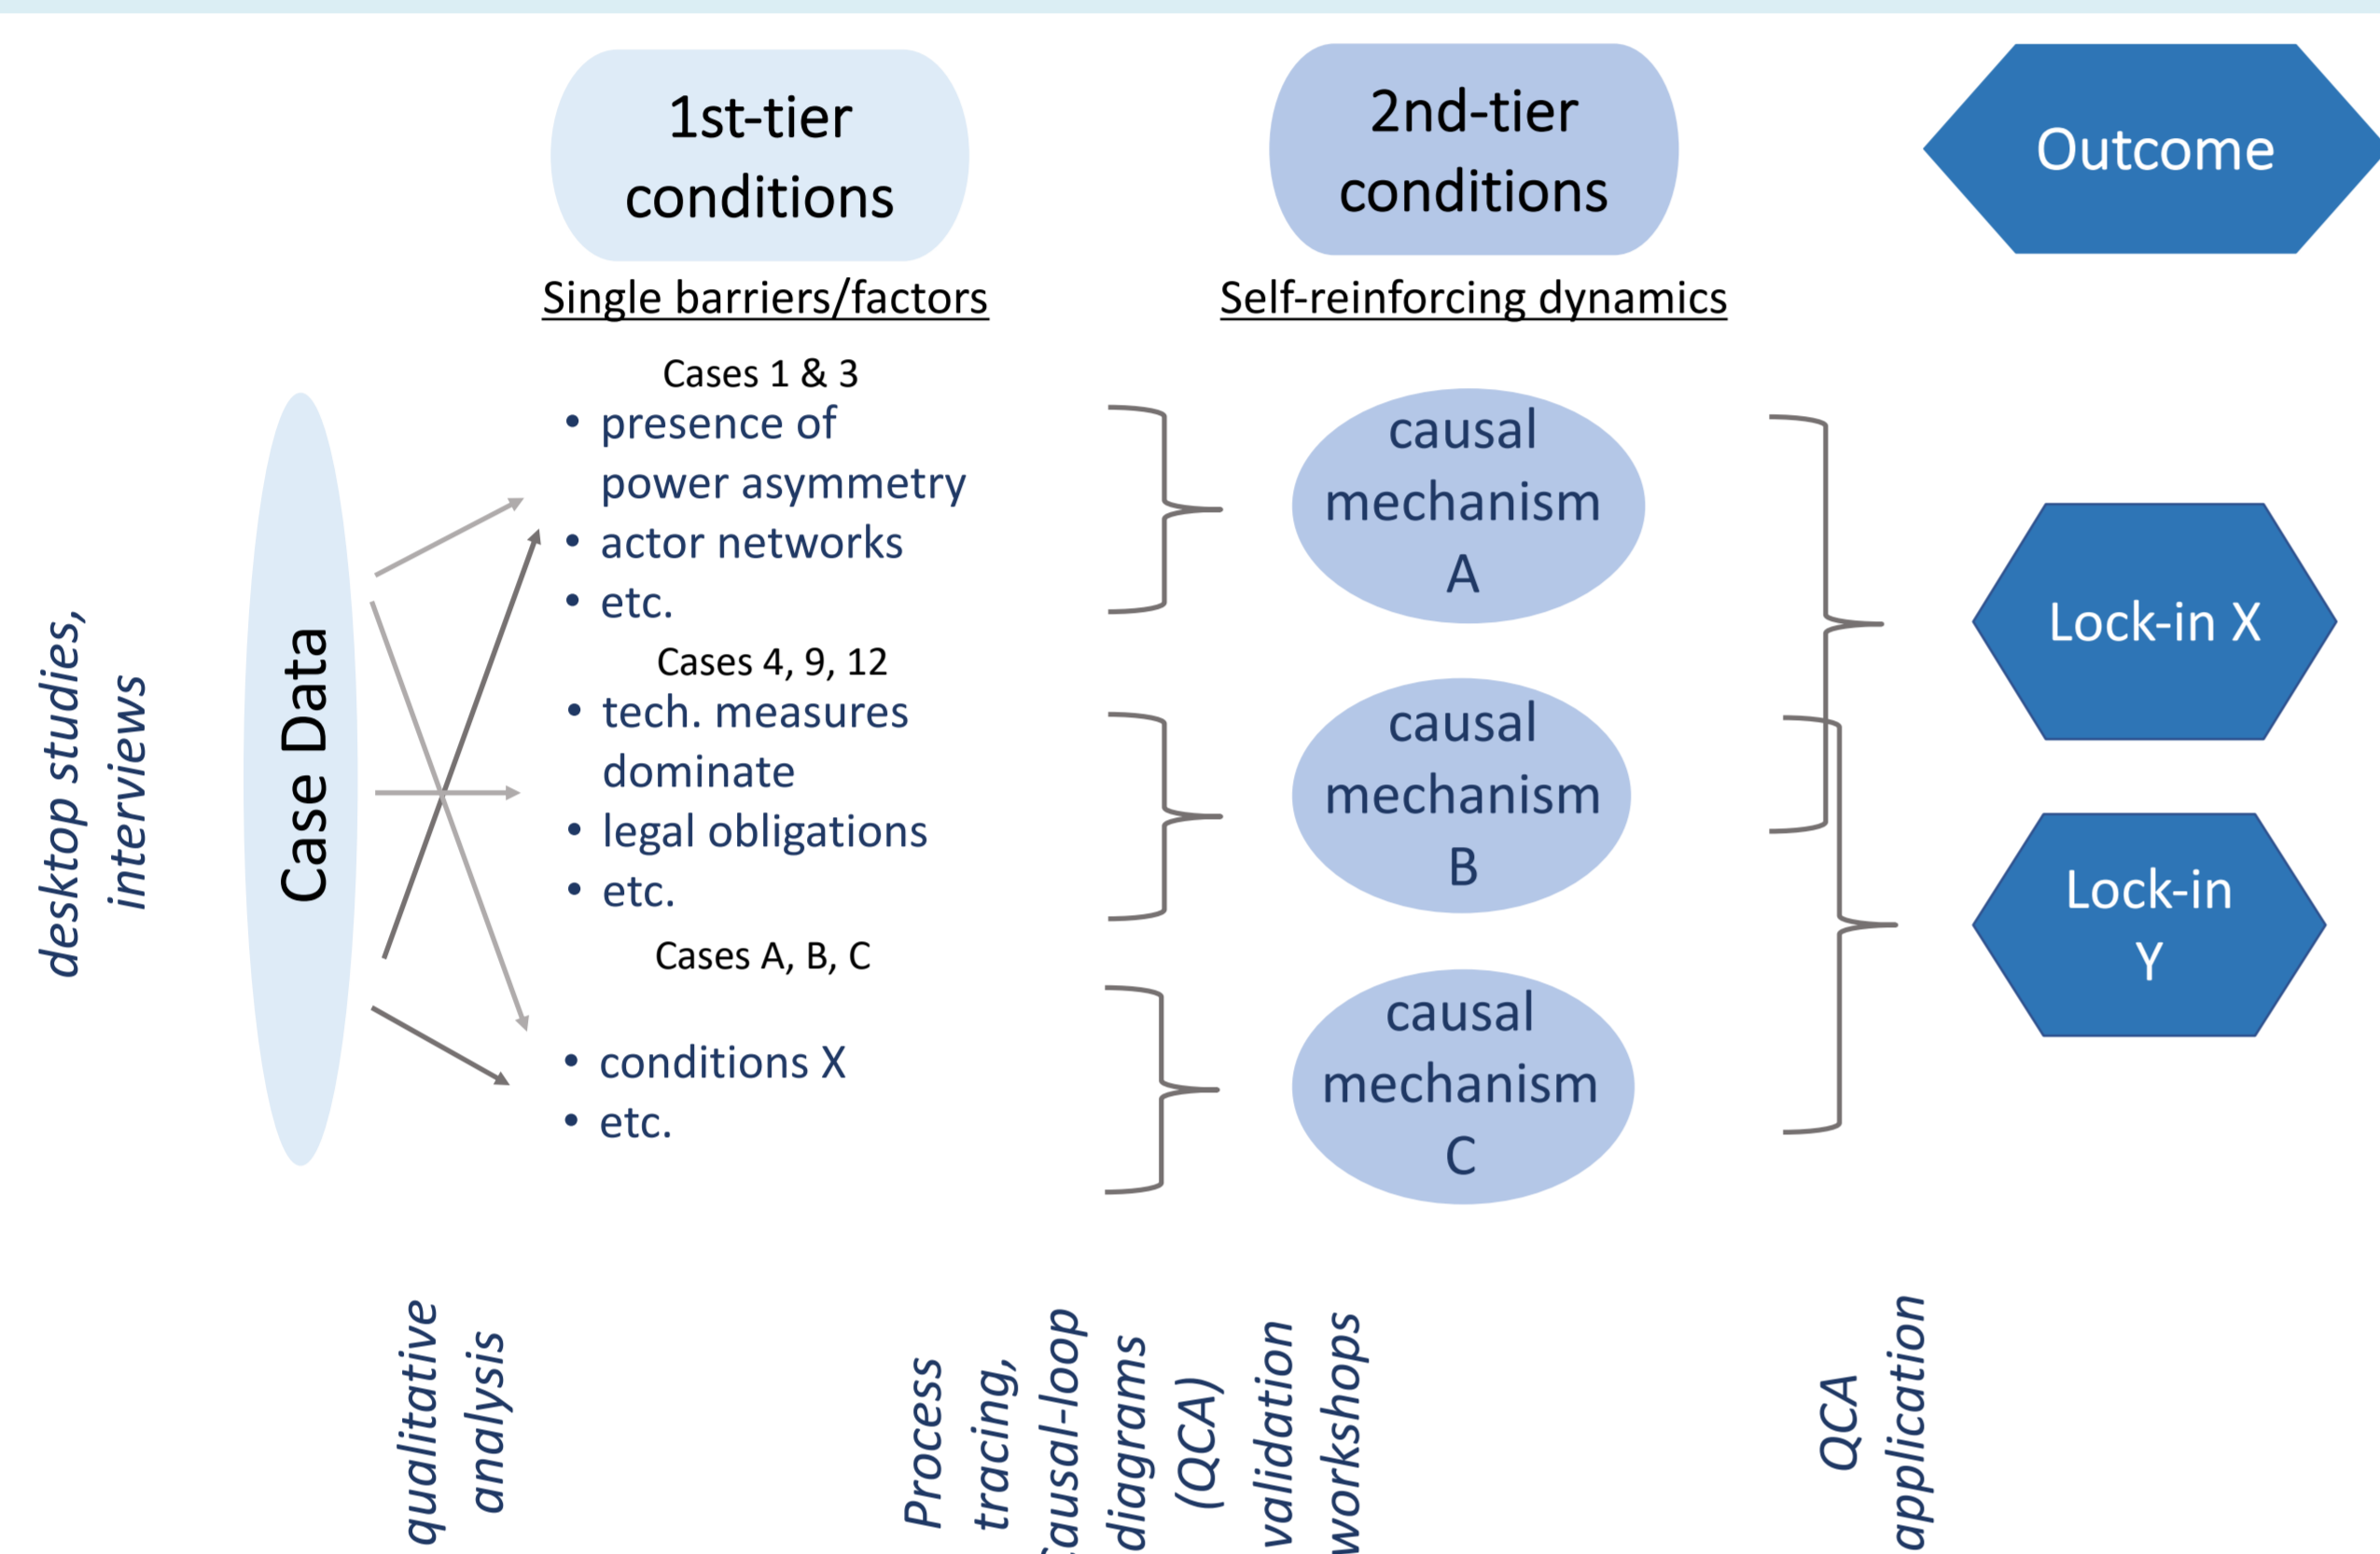 1st-tier
conditions
2nd-tier
conditions
Outcome
Single barriers/factors
Self-reinforcing dynamics
desktop studies,
interviews
Case Data
Cases 1 & 3
• presence of
power asymmetry
• actor networks
• etc.
Cases 4, 9, 12
• tech. measures
dominate
• legal obligations
• etc.
Cases A, B, C
• conditions X
• etc.
causal
mechanism
A
causal
mechanism
B
causal
mechanism
C
Lock-in X
Lock-in
Y
qualitative
analysis
Process
tracing,
Causal-loop
diagrams
(QCA)
validation
workshops
QCA
application